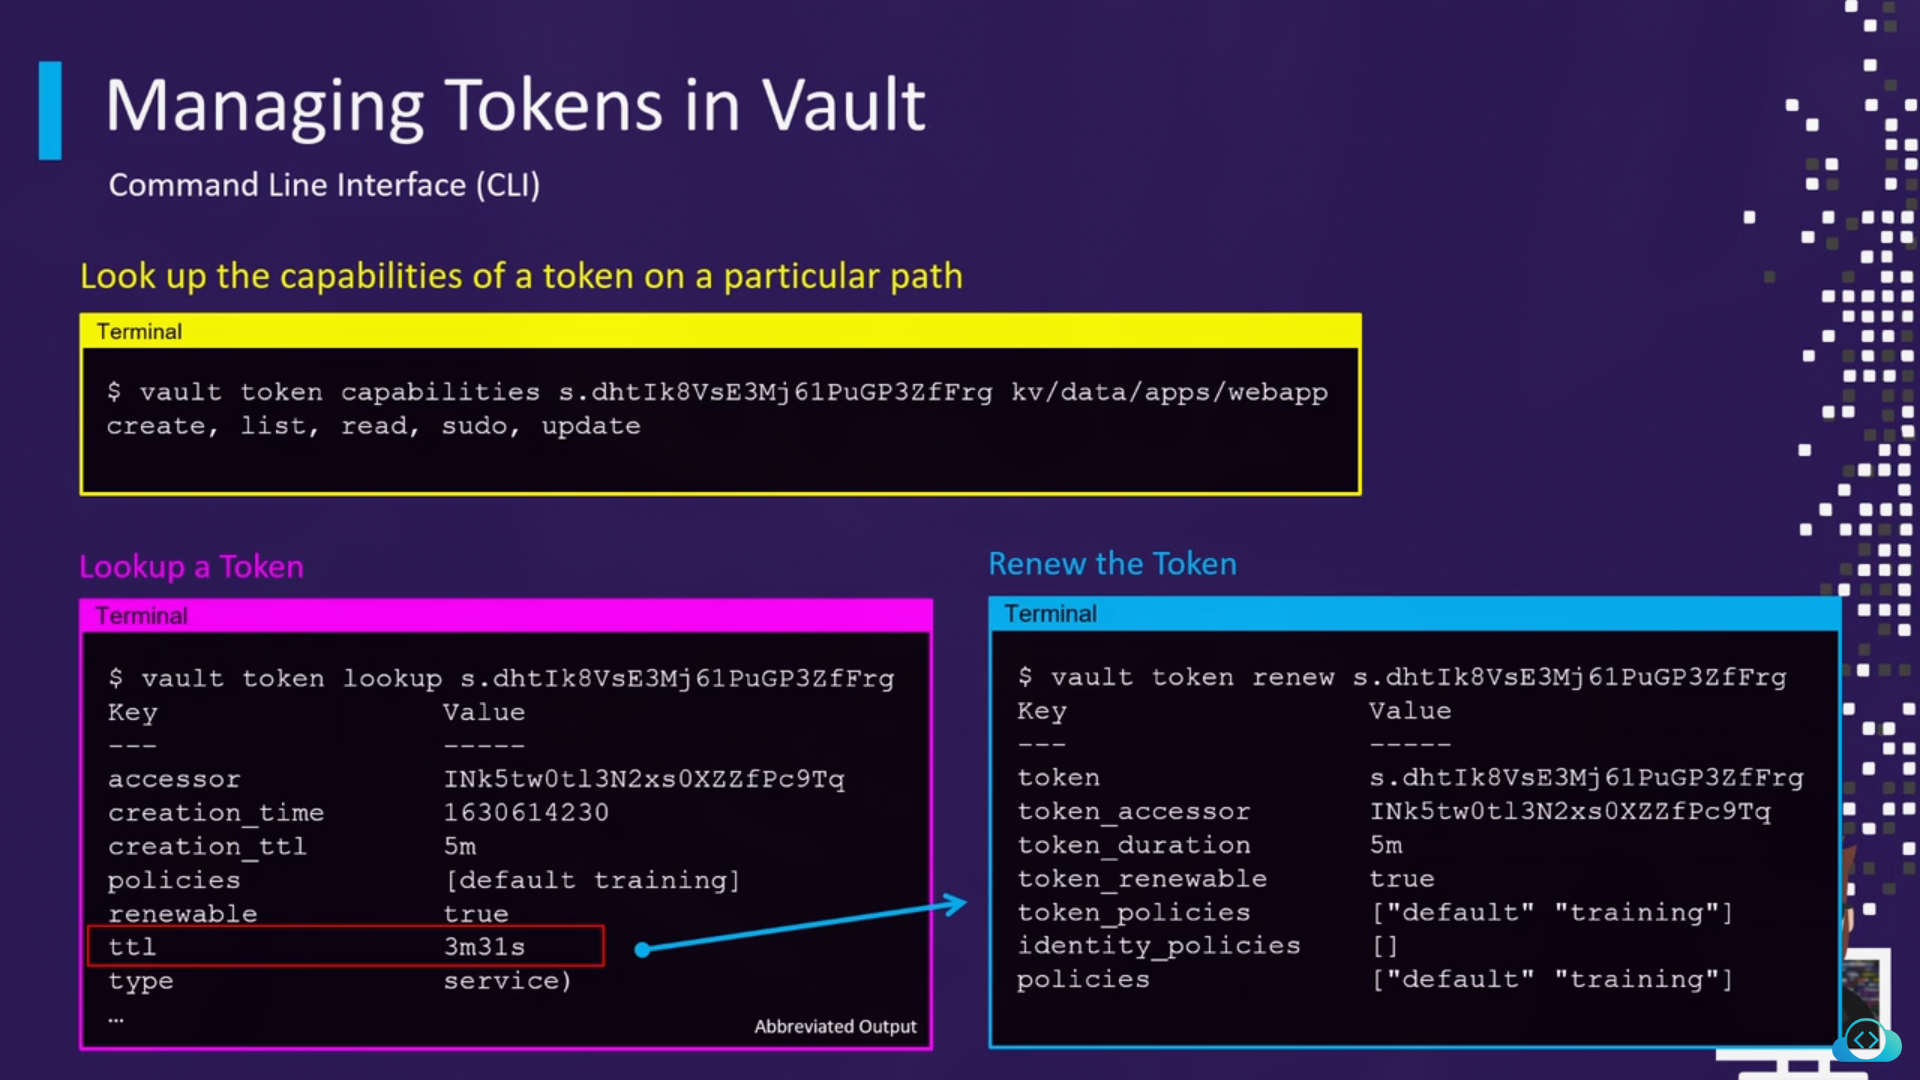 Managing Tokens in Vault
Command Line Interface (CLI)
Look up the capabilities of a token on a particular path
Terminal
$ vault token capabilities s.dhtIk8VsE3Mj61PuGP3ZfFrg kv/data/apps/webapp
create, list, read, sudo, update
Lookup a Token
Terminal
$ vault token lookup s.dhtIk8VsE3Mj61PuGP3ZfFrg
Key Value
--- -----
accessor INk5tw0tl3N2xs0XZZfPc9Tq
creation_time 1630614230
creation_ttl 5m
policies [default training]
renewable true
ttl 3m31s
type service)
…
Abbreviated Output
Renew the Token
Terminal
$ vault token renew s.dhtIk8VsE3Mj61PuGP3ZfFrg
Key Value
--- -----
token s.dhtIk8VsE3Mj61PuGP3ZfFrg
token_accessor INk5tw0tl3N2xs0XZZfPc9Tq
token_duration 5m
token_renewable true
token_policies ["default" "training"]
identity_policies []
policies ["default" "training"]